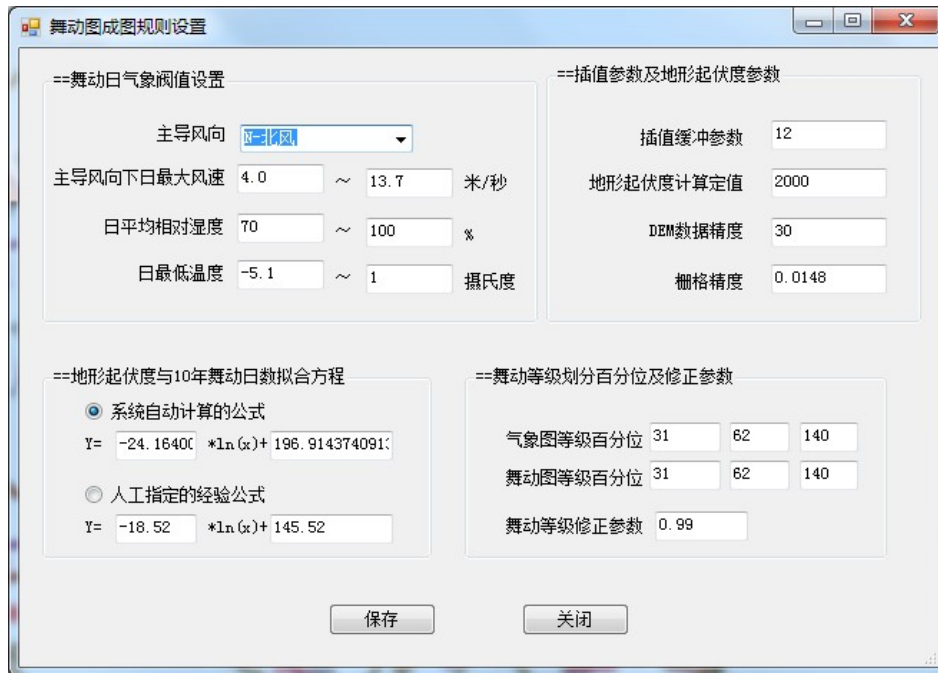 舞动图成图规则设置
==舞动日气象阀值设置
主导风向 N-北风
主导风向下日最大风速 4.0 ～ 13.7 米/秒
日平均相对湿度 70 ～ 100 %
日最低温度 -5.1 ～ 1 摄氏度
==插值参数及地形起伏度参数
插值缓冲参数 12
地形起伏度计算定值 2000
DEM数据精度 30
栅格精度 0.0148
==地形起伏度与10年舞动日数拟合方程
系统自动计算的公式
Y= -24.1640 *ln(x)+ 196.914374091
人工指定的经验公式
Y= -18.52 *ln(x)+ 145.52
==舞动等级划分百分位及修正参数
气象图等级百分位 31 62 140
舞动图等级百分位 31 62 140
舞动等级修正参数 0.99
保存 关闭